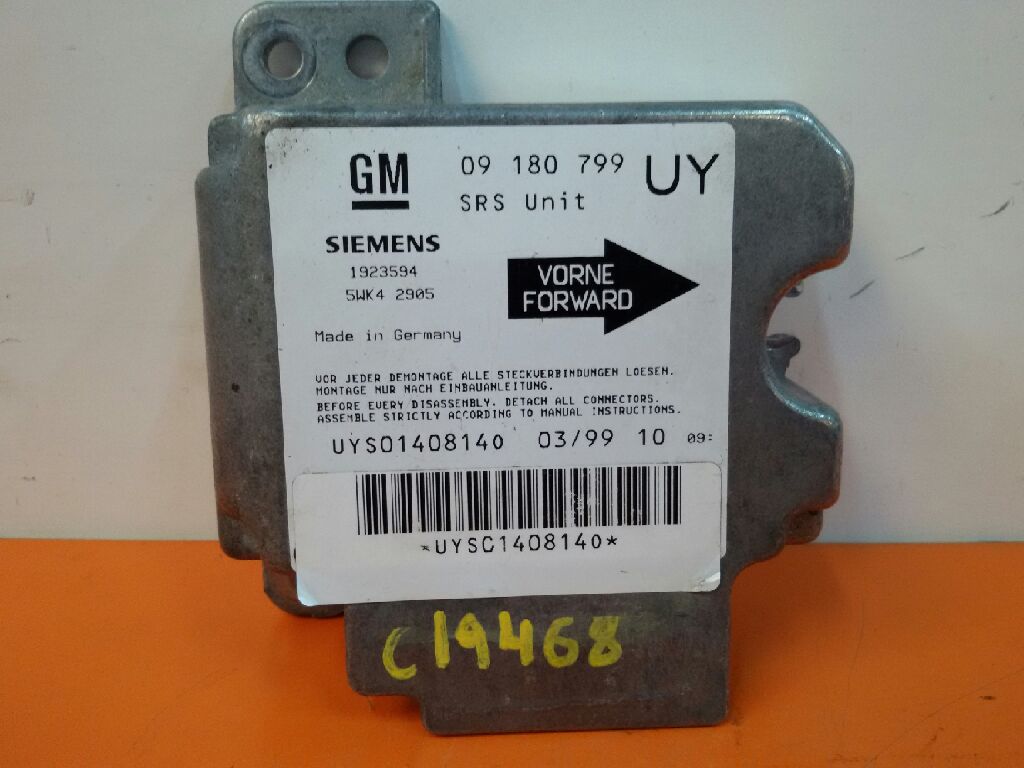 GM
09 180 799 UY
SRS Unit
SIEMENS
1923594
5WK4 2905
VORNE
FORWARD
Made in Germany
VOR JEDER DEMONTAGE ALLE STECKVERBINDUNGEN LOESEN.
MONTAGE NUR NACH EINBAUANLEITUNG.
BEFORE EVERY DISASSEMBLY. DETACH ALL CONNECTORS.
ASSEMBLE STRICTLY ACCORDING TO MANUAL INSTRUCTIONS.
UYS01408140 03/99 10 09:
*UYS01408140*
C19468